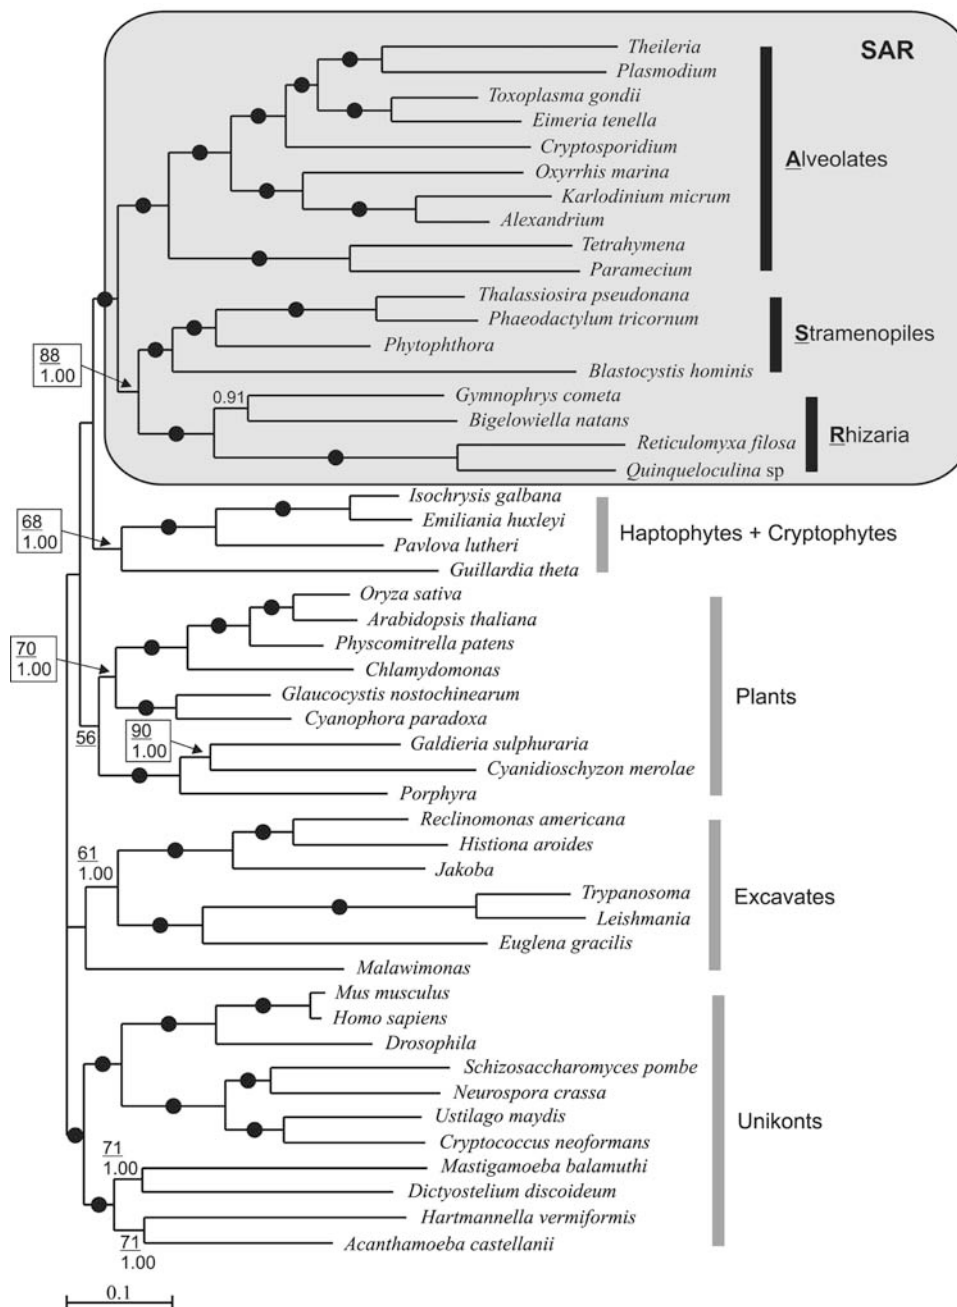 SAR
Theileria
Plasmodium
Toxoplasma gondii
Eimeria tenella
Cryptosporidium
Alveolates
Oxyrrhis marina
Karlodinium micrum
Alexandrium
Tetrahymena
Paramecium
Thalassiosira pseudonana
Phaeodactylum tricornum
Stramenopiles
Phytophthora
88
1.00
Blastocystis hominis
0.91
Gymnophrys cometa
Bigelowiella natans
Rhizaria
Reticulomyxa filosa
Quinqueloculina sp
Isochrysis galbana
68
1.00
Emiliania huxleyi
Haptophytes + Cryptophytes
Pavlova lutheri
Guillardia theta
Oryza sativa
Arabidopsis thaliana
70
1.00
Physcomitrella patens
Chlamydomonas
Glaucocystis nostochinearum
Plants
Cyanophora paradoxa
56
90
1.00
Galdieria sulphuraria
Cyanidioschyzon merolae
Porphyra
Reclinomonas americana
Histiona aroides
61
1.00
Jakoba
Trypanosoma
Excavates
Leishmania
Euglena gracilis
Malawimonas
Mus musculus
Homo sapiens
Drosophila
Schizosaccharomyces pombe
Neurospora crassa
Ustilago maydis
Unikonts
Cryptococcus neoformans
71
1.00
Mastigamoeba balamuthi
Dictyostelium discoideum
Hartmannella vermiformis
71
1.00
Acanthamoeba castellanii
0.1